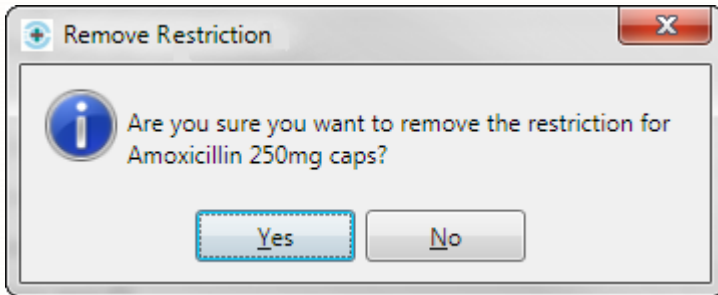 Remove Restriction
Are you sure you want to remove the restriction for
Amoxicillin 250mg caps?
Yes No